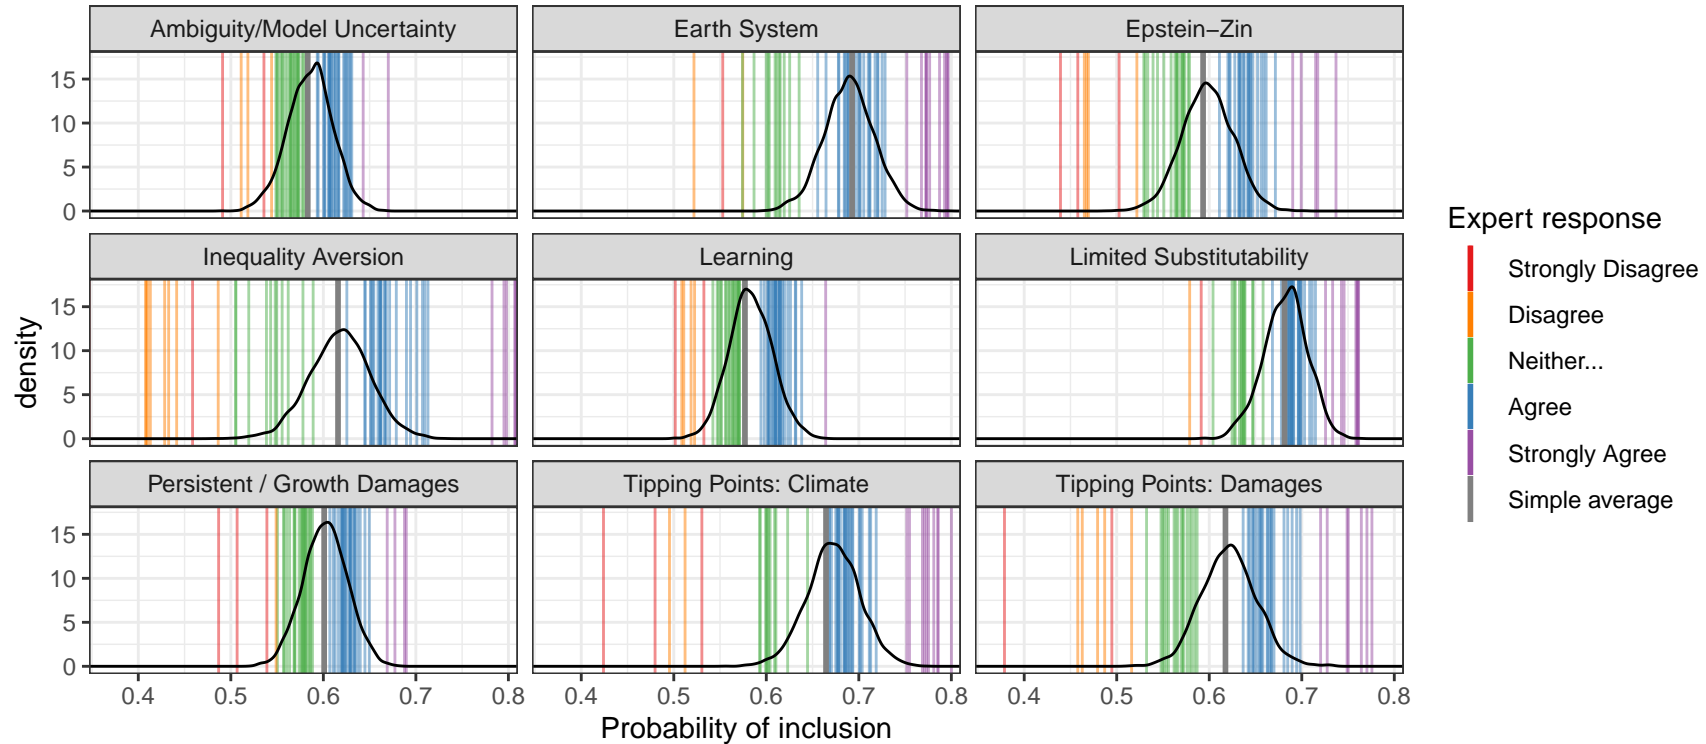 Ambiguity/Model Uncertainty
Earth System
Epstein−Zin
15
10
5
0
Inequality Aversion
Learning
Limited Substitutability
15
10
5
0
Persistent / Growth Damages
Tipping Points: Climate
Tipping Points: Damages
15
10
5
0
0.4 0.5 0.6 0.7 0.8
0.4 0.5 0.6 0.7 0.8
0.4 0.5 0.6 0.7 0.8
Probability of inclusion
density
Expert response
Strongly Disagree
Disagree
Neither...
Agree
Strongly Agree
Simple average